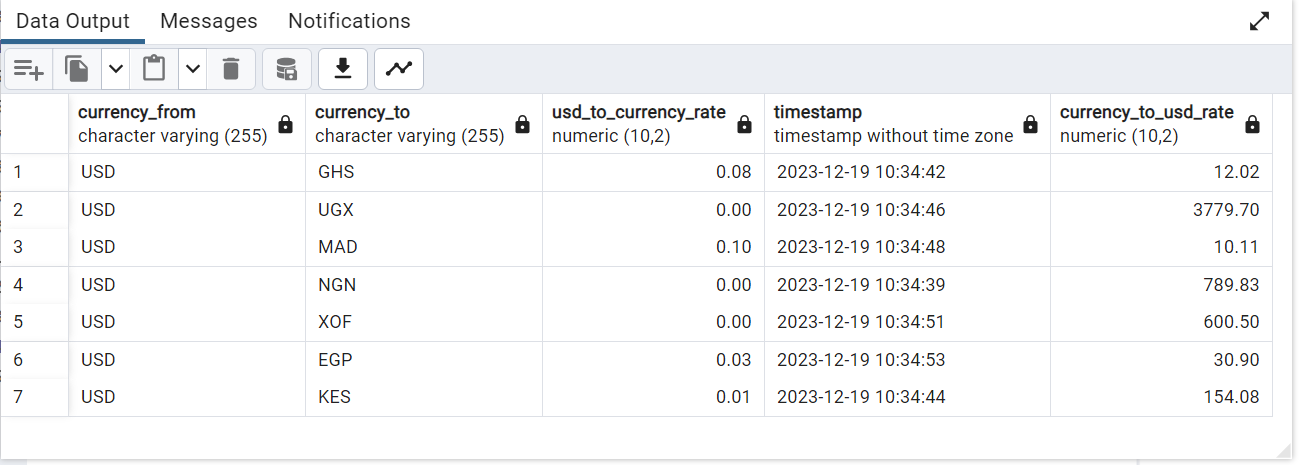 Data Output Messages Notifications
currency_from currency_to usd_to_currency_rate timestamp currency_to_usd_rate
character varying (255) character varying (255) numeric (10,2) timestamp without time zone numeric (10,2)
1 USD GHS 0.08 2023-12-19 10:34:42 12.02
2 USD UGX 0.00 2023-12-19 10:34:46 3779.70
3 USD MAD 0.10 2023-12-19 10:34:48 10.11
4 USD NGN 0.00 2023-12-19 10:34:39 789.83
5 USD XOF 0.00 2023-12-19 10:34:51 600.50
6 USD EGP 0.03 2023-12-19 10:34:53 30.90
7 USD KES 0.01 2023-12-19 10:34:44 154.08